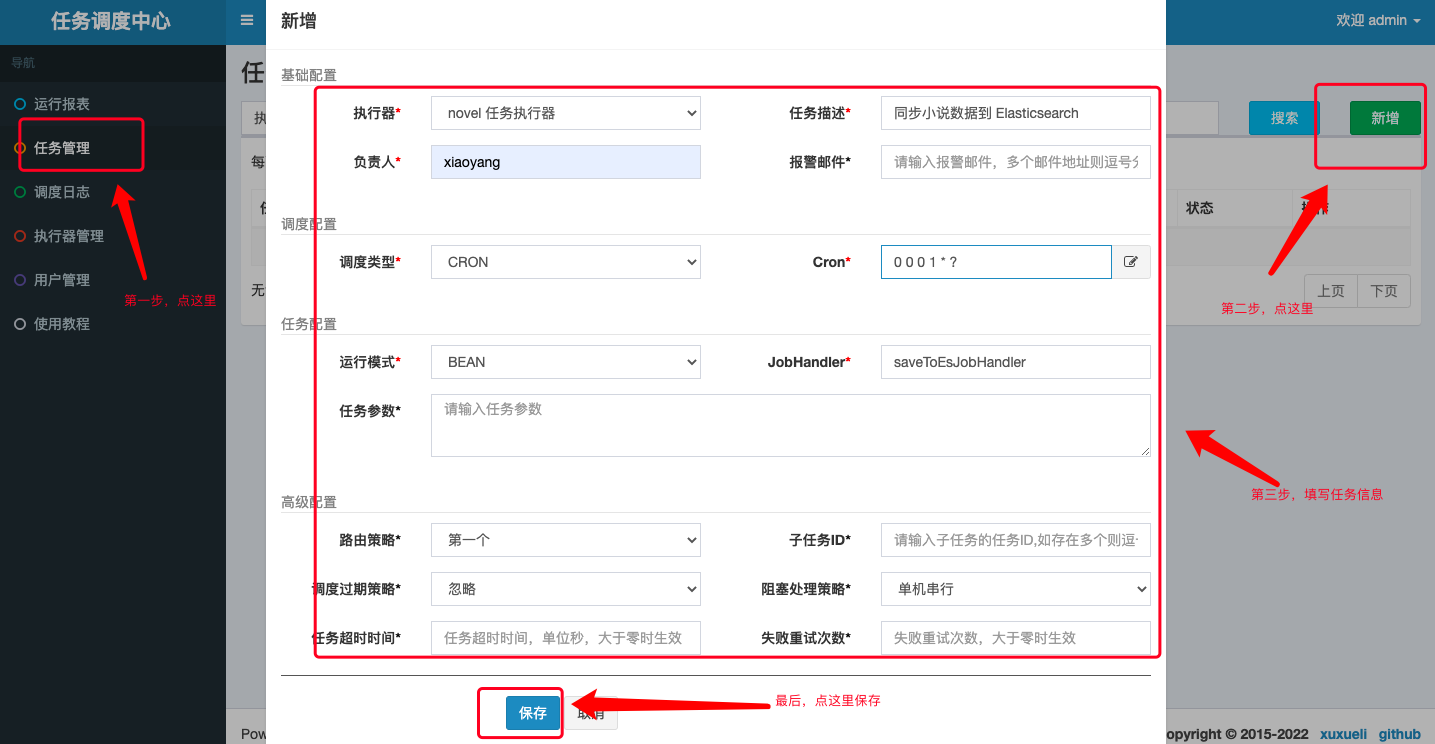 任务调度中心
欢迎 admin
导航
运行报表
任务管理
调度日志
执行器管理
用户管理
使用教程
第一步，点这里
任
执
每
无
新增
基础配置
执行器* novel 任务执行器 任务描述* 同步小说数据到 Elasticsearch
负责人* xiaoyang 报警邮件* 请输入报警邮件，多个邮件地址则逗号分
调度配置
调度类型* CRON Cron* 0 0 0 1 * ?
任务配置
运行模式* BEAN JobHandler* saveToEsJobHandler
任务参数* 请输入任务参数
高级配置
路由策略* 第一个 子任务ID* 请输入子任务的任务ID,如存在多个则逗
调度过期策略* 忽略 阻塞处理策略* 单机串行
任务超时时间* 任务超时时间，单位秒，大于零时生效 失败重试次数* 失败重试次数，大于零时生效
保存 取消
最后，点这里保存
搜索 新增
状态 操作
上页 下页
第二步，点这里
第三步，填写任务信息
Pow
opyright © 2015-2022 xuxueli github